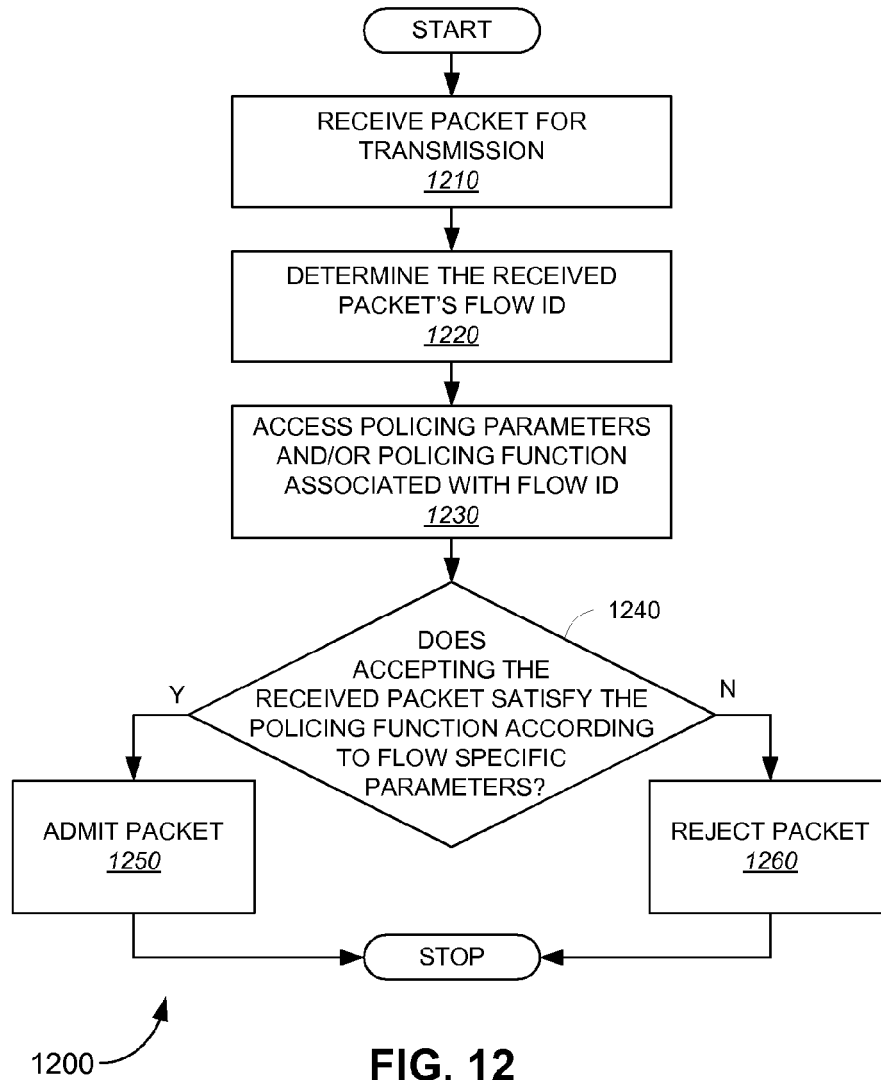 START
RECEIVE PACKET FOR
TRANSMISSION
1210
DETERMINE THE RECEIVED
PACKET'S FLOW ID
1220
ACCESS POLICING PARAMETERS
AND/OR POLICING FUNCTION
ASSOCIATED WITH FLOW ID
1230
1240
DOES
ACCEPTING THE
RECEIVED PACKET SATISFY THE
POLICING FUNCTION ACCORDING
TO FLOW SPECIFIC
PARAMETERS?
Y
N
ADMIT PACKET
1250
REJECT PACKET
1260
STOP
1200
FIG. 12